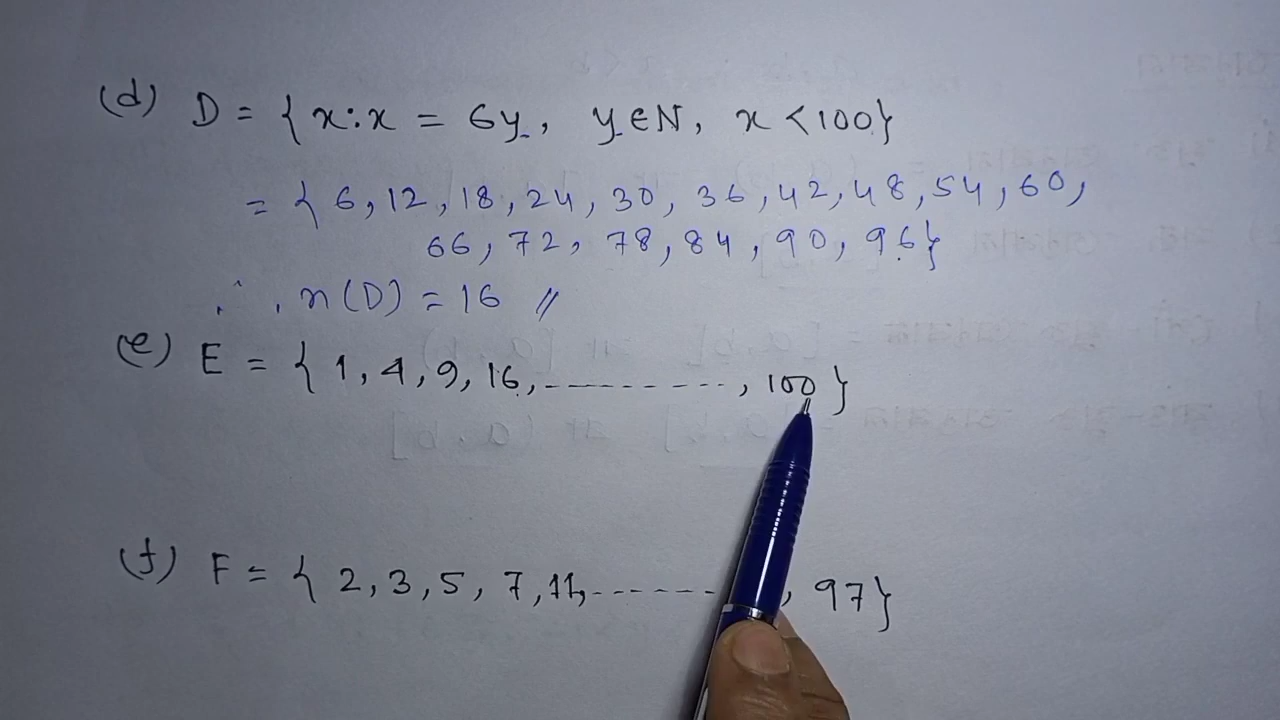 (d) D = { x : x = 6y, y ∈ N, x < 100}
= { 6, 12, 18, 24, 30, 36, 42, 48, 54, 60,
66, 72, 78, 84, 90, 96}
∴ n(D) = 16 //
(e) E = { 1, 4, 9, 16, ----------, 100 }
(f) F = { 2, 3, 5, 7, 11, -------, 97}